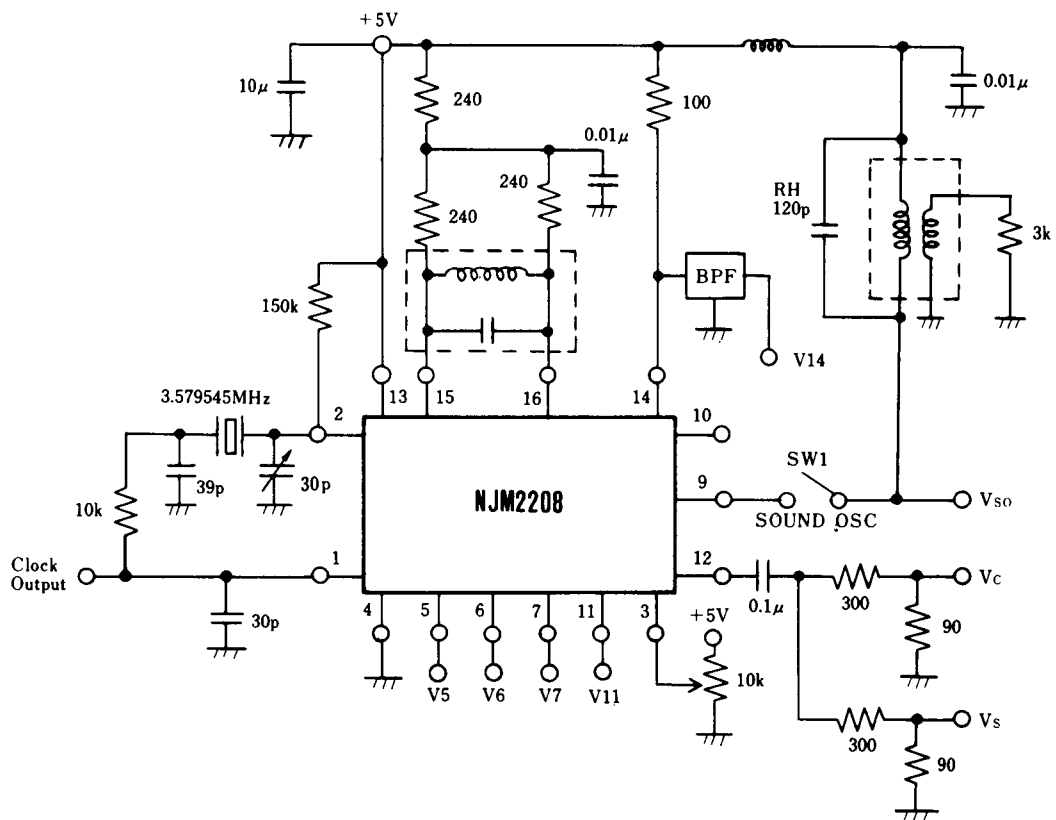 +5V
10μ
240
100
0.01μ
0.01μ
240
240
RH
120p
3k
BPF
150k
V14
13
15
16
14
3.579545MHz
2
10
39p
30p
SW1
9
NJM2208
10k
SOUND OSC
VSO
Clock
Output
1
12
VC
0.1μ
300
30p
4
5
6
7
11
3
+5V
90
V5
V6
V7
V11
10k
VS
300
90